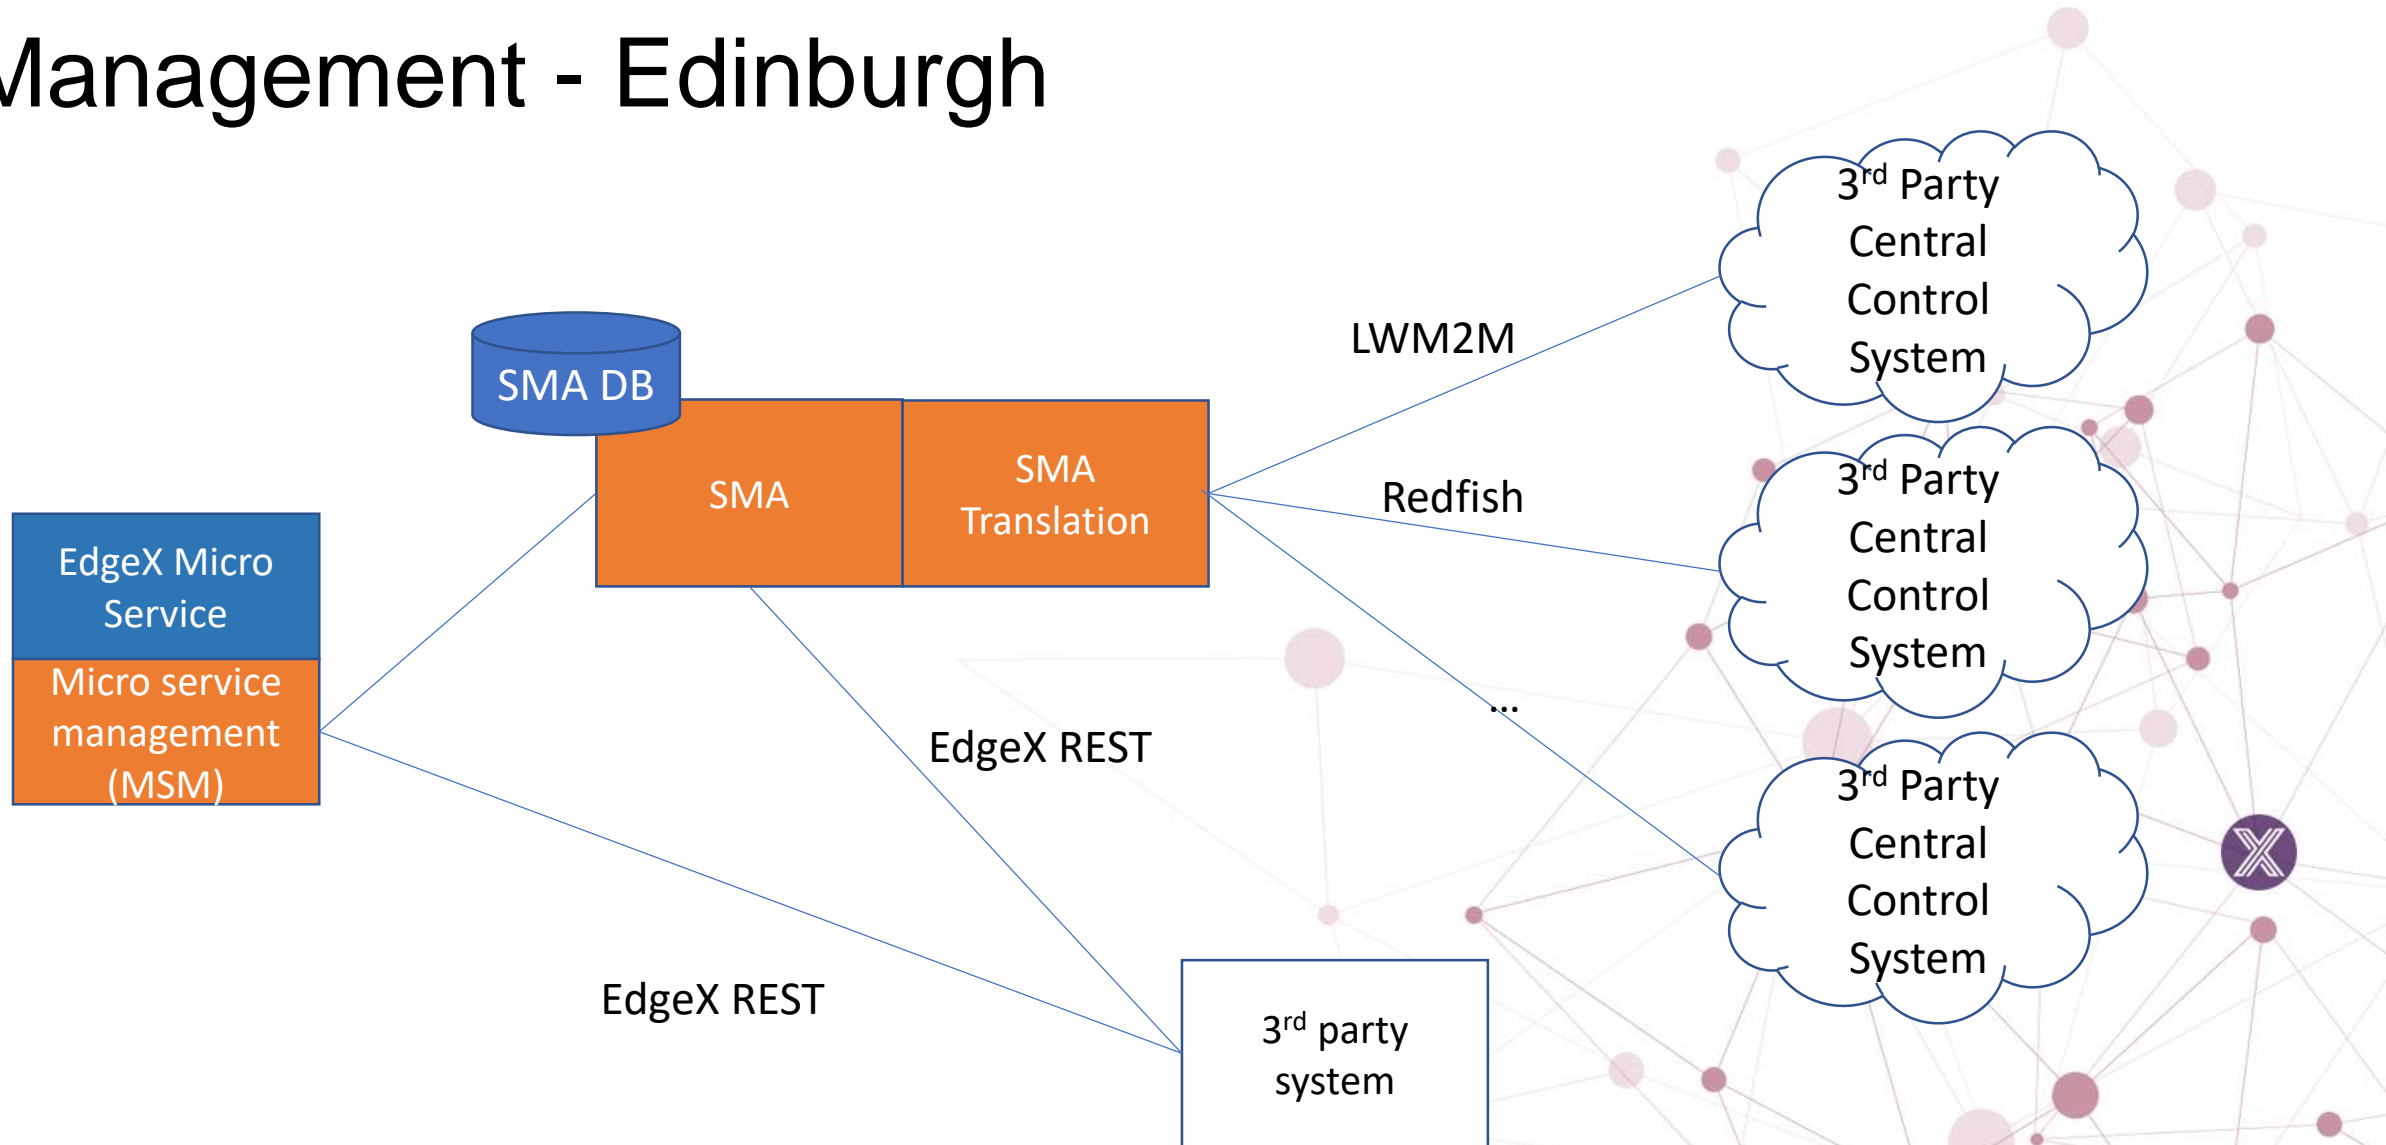 Management - Edinburgh
3rd Party
Central
Control
System
LWM2M
SMA DB
SMA
SMA
Translation
Redfish
3rd Party
Central
Control
System
EdgeX Micro
Service
Micro service
management
(MSM)
EdgeX REST
...
3rd Party
Central
Control
System
EdgeX REST
3rd party
system